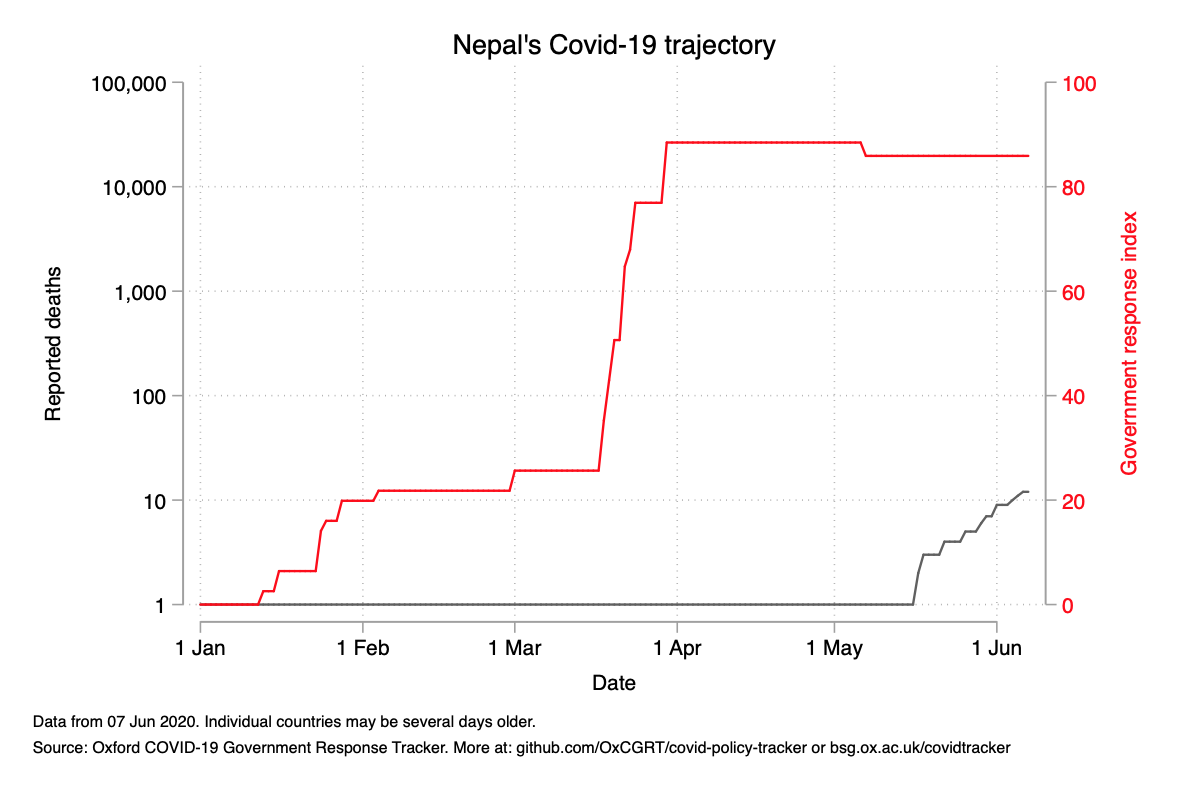 Nepal's Covid-19 trajectory
100,000
10,000
1,000
100
10
1
Reported deaths
100
80
60
40
20
0
Government response index
1 Jan
1 Feb
1 Mar
1 Apr
1 May
1 Jun
Date
Data from 07 Jun 2020. Individual countries may be several days older.
Source: Oxford COVID-19 Government Response Tracker. More at: github.com/OxCGRT/covid-policy-tracker or bsg.ox.ac.uk/covidtracker